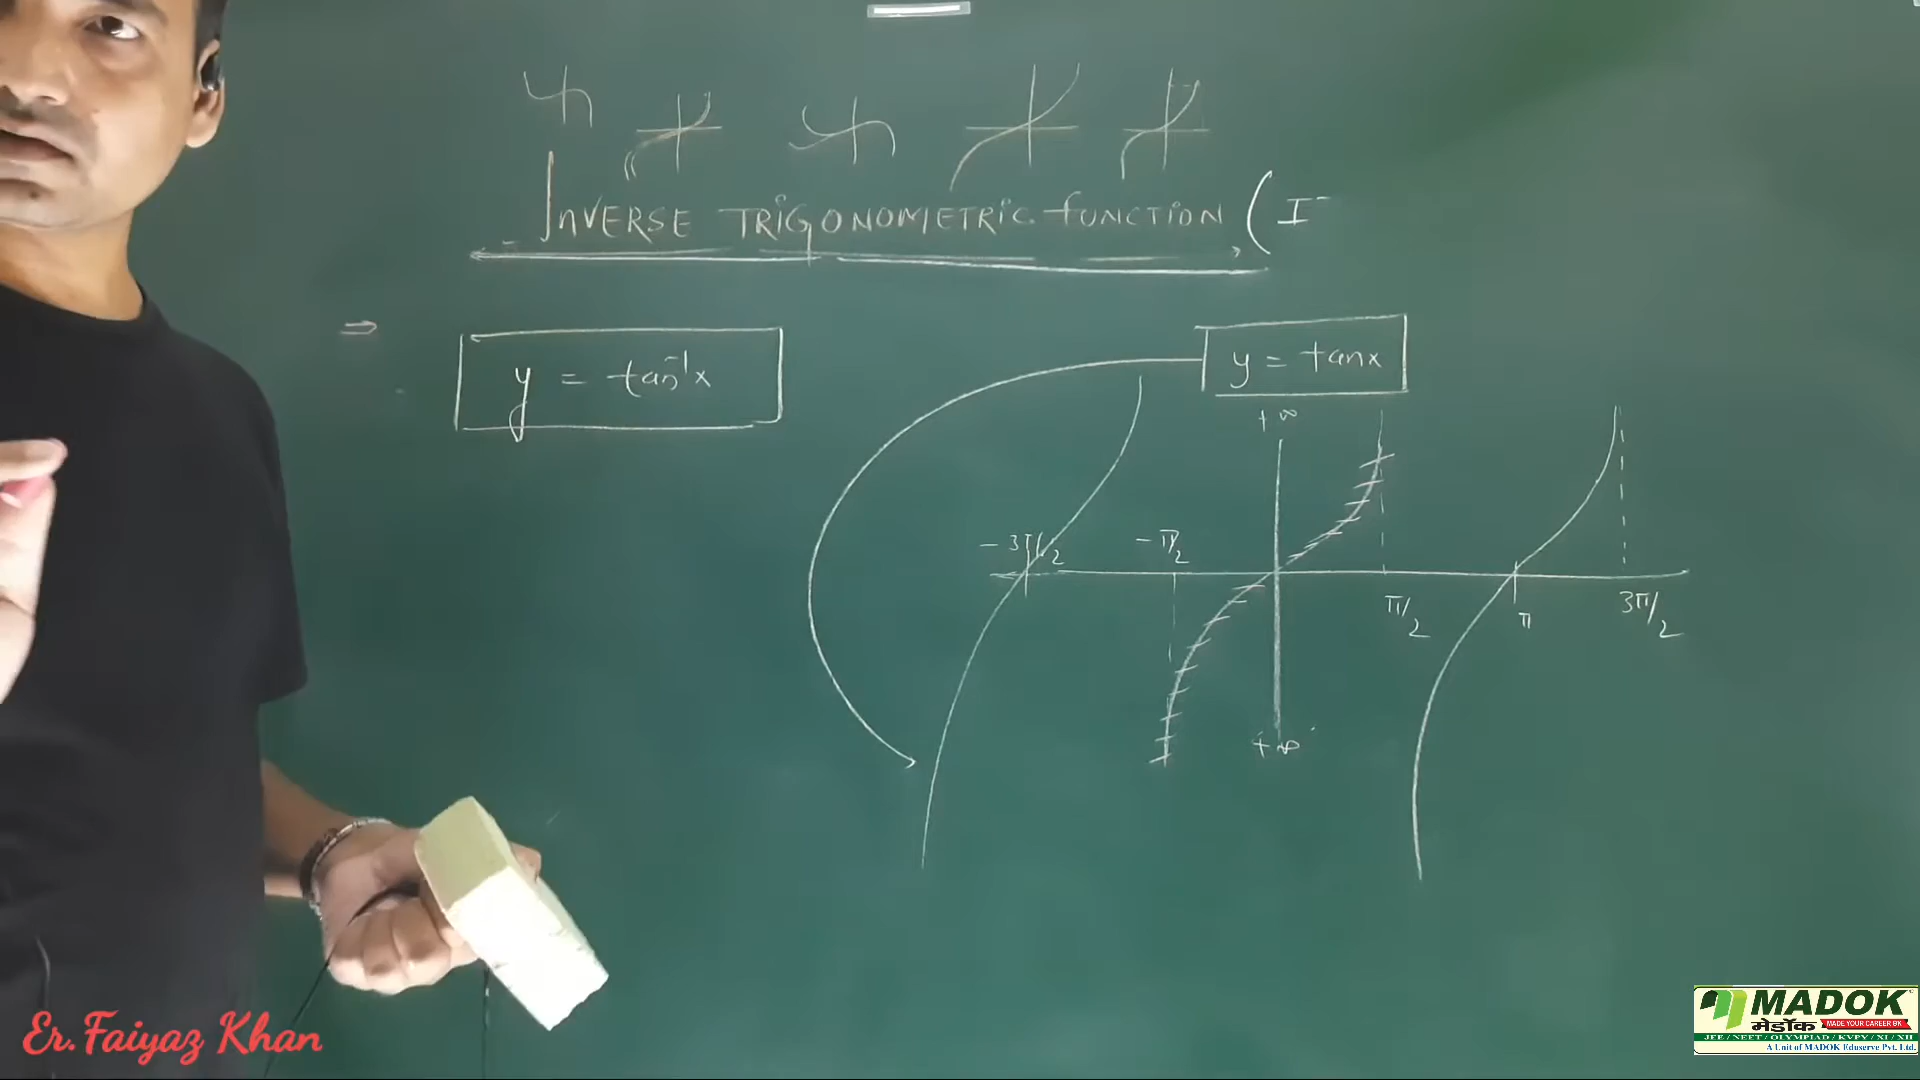 INVERSE TRIGONOMETRIC FUNCTION (I
⇒
y = tan⁻¹x
y = tanx
+∞
-3π/2
-π/2
π/2
π
3π/2
+∞
Er. Faiyaz Khan
MADOK
मेडॉक MADE YOUR CAREER OK
JEE / NEET / OLYMPIAD / KVPY / XI / XII
A Unit of MADOK Eduserve Pvt. Ltd.